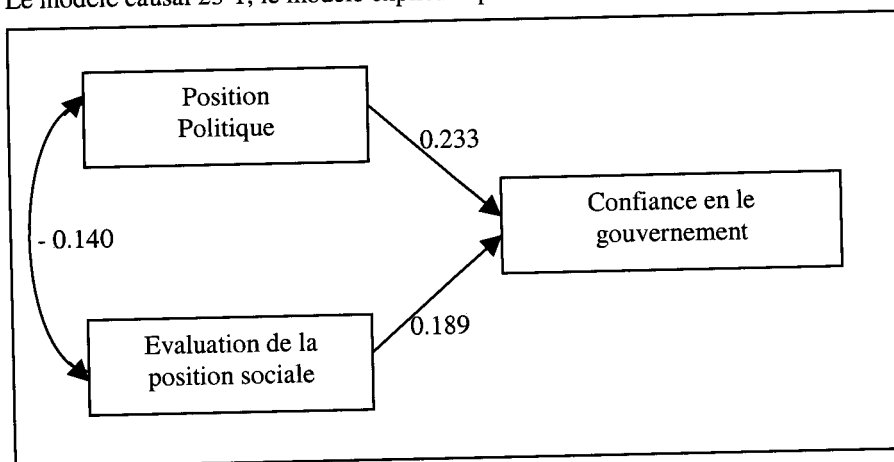 Position
Politique
0.233
Confiance en le
gouvernement
- 0.140
0.189
Evaluation de la
position sociale